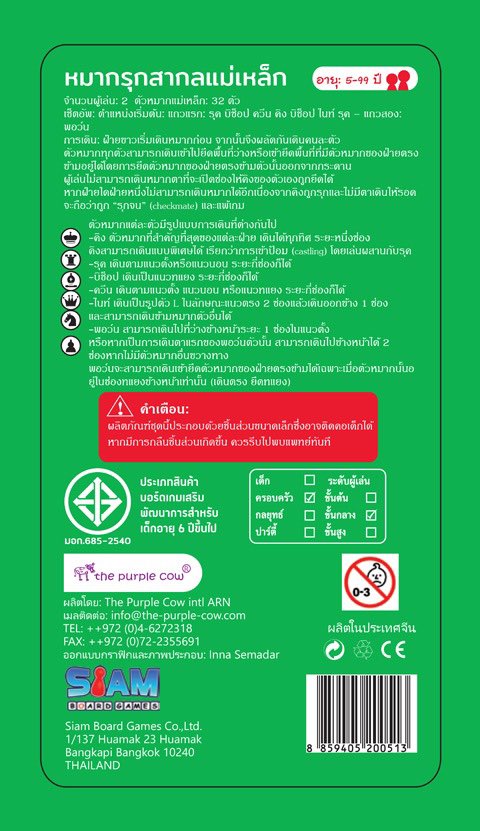 หมากรุกสากลแม่เหล็ก
อายุ: 5-99 ปี
จำนวนผู้เล่น: 2 ตัวหมากแม่เหล็ก: 32 ตัว
เซ็ตอัพ: ตำแหน่งเริ่มต้น: แถวแรก: รุค บิช็อป ควีน คิง บิช็อป ไนท์ รุค – แถวสอง:
พอว์น
การเดิน: ฝ่ายขาวเริ่มเดินหมากก่อน จากนั้นจึงผลัดกันเดินคนละตัว
ตัวหมากทุกตัวสามารถเดินเข้าไปยึดพื้นที่ว่างหรือเข้ายึดพื้นที่ที่มีตัวหมากของฝ่ายตรง
ข้ามอยู่ได้โดยการยึดตัวหมากของฝ่ายตรงข้ามตัวนั้นออกจากกระดาน
ผู้เล่นไม่สามารถเดินหมากตาที่จะเปิดช่องให้คิงของตัวเองถูกยึดได้
หากฝ่ายใดฝ่ายหนึ่งไม่สามารถเดินหมากได้อีกเนื่องจากคิงถูกรุกและไม่มีตาเดินให้รอด
จะถือว่าถูก “รุกจน” (checkmate) และแพ้เกม
ตัวหมากแต่ละตัวมีรูปแบบการเดินที่ต่างกันไป
-คิง ตัวหมากที่สำคัญที่สุดของแต่ละฝ่าย เดินได้ทุกทิศ ระยะหนึ่งช่อง
คิงสามารถเดินแบบพิเศษได้ เรียกว่าการเข้าป้อม (castling) โดยเล่นผสานกับรุค
-รุค เดินตามแนวตั้งหรือแนวนอน ระยะกี่ช่องก็ได้
-บิช็อป เดินเป็นแนวทแยง ระยะกี่ช่องก็ได้
-ควีน เดินตามแนวตั้ง แนวนอน หรือแนวทแยง ระยะกี่ช่องก็ได้
-ไนท์ เดินเป็นรูปตัว L ในลักษณะแนวตรง 2 ช่องแล้วเดินออกข้าง 1 ช่อง
และสามารถเดินข้ามหมากตัวอื่นได้
-พอว์น สามารถเดินไปที่ว่างข้างหน้าระยะ 1 ช่องในแนวตั้ง
หรือหากเป็นการเดินตาแรกของพอว์นตัวนั้น สามารถเดินไปข้างหน้าได้ 2
ช่องหากไม่มีตัวหมากอื่นขวางทาง
พอว์นจะสามารถเดินเข้ายึดตัวหมากของฝ่ายตรงข้ามได้เฉพาะเมื่อตัวหมากนั้นอ
ยู่ในช่องทแยงข้างหน้าเท่านั้น (เดินตรง ยึดทแยง)
คำเตือน:
ผลิตภัณฑ์ชุดนี้ประกอบด้วยชิ้นส่วนขนาดเล็กซึ่งอาจติดคอเด็กได้
หากมีการกลืนชิ้นส่วนเกิดขึ้น ควรรีบไปพบแพทย์ทันที
มอก.685-2540
ประเภทสินค้า
บอร์ดเกมเสริม
พัฒนาการสำหรับ
เด็กอายุ 6 ปีขึ้นไป
เด็ก ระดับผู้เล่น
ครอบครัว ขั้นต้น
กลยุทธ์ ขั้นกลาง
ปาร์ตี้ ขั้นสูง
the purple cow®
ผลิตโดย: The Purple Cow intl ARN
เมลติดต่อ: info@the-purple-cow.com
TEL: ++972 (0)4-6272318
FAX: ++972 (0)72-2355691
ออกแบบกราฟิกและภาพประกอบ: Inna Semadar
0-3
ผลิตในประเทศจีน
CE
SIAM
BOARD GAMES
Siam Board Games Co.,Ltd.
1/137 Huamak 23 Huamak
Bangkapi Bangkok 10240
THAILAND
8 859405 200513